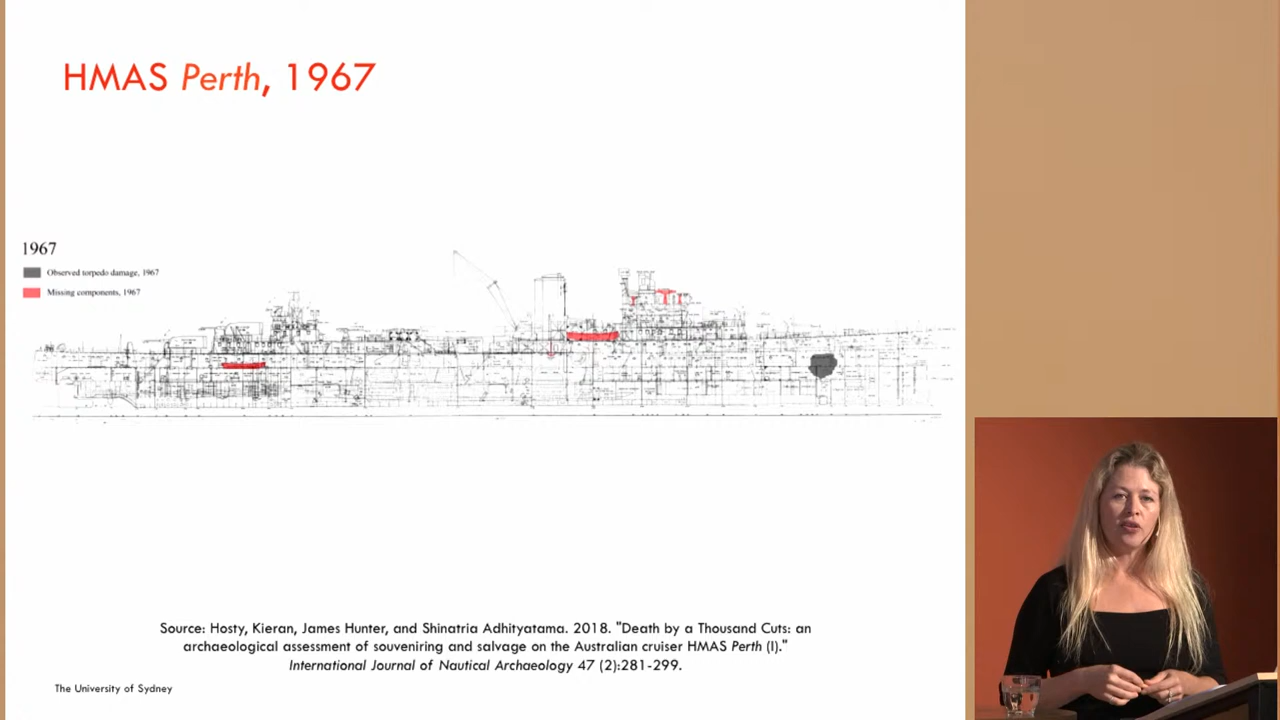 HMAS Perth, 1967
1967
Observed torpedo damage, 1967
Missing components, 1967
Source: Hosty, Kieran, James Hunter, and Shinatria Adhityatama. 2018. "Death by a Thousand Cuts: an
archaeological assessment of souveniring and salvage on the Australian cruiser HMAS Perth (I)."
International Journal of Nautical Archaeology 47 (2):281-299.
The University of Sydney